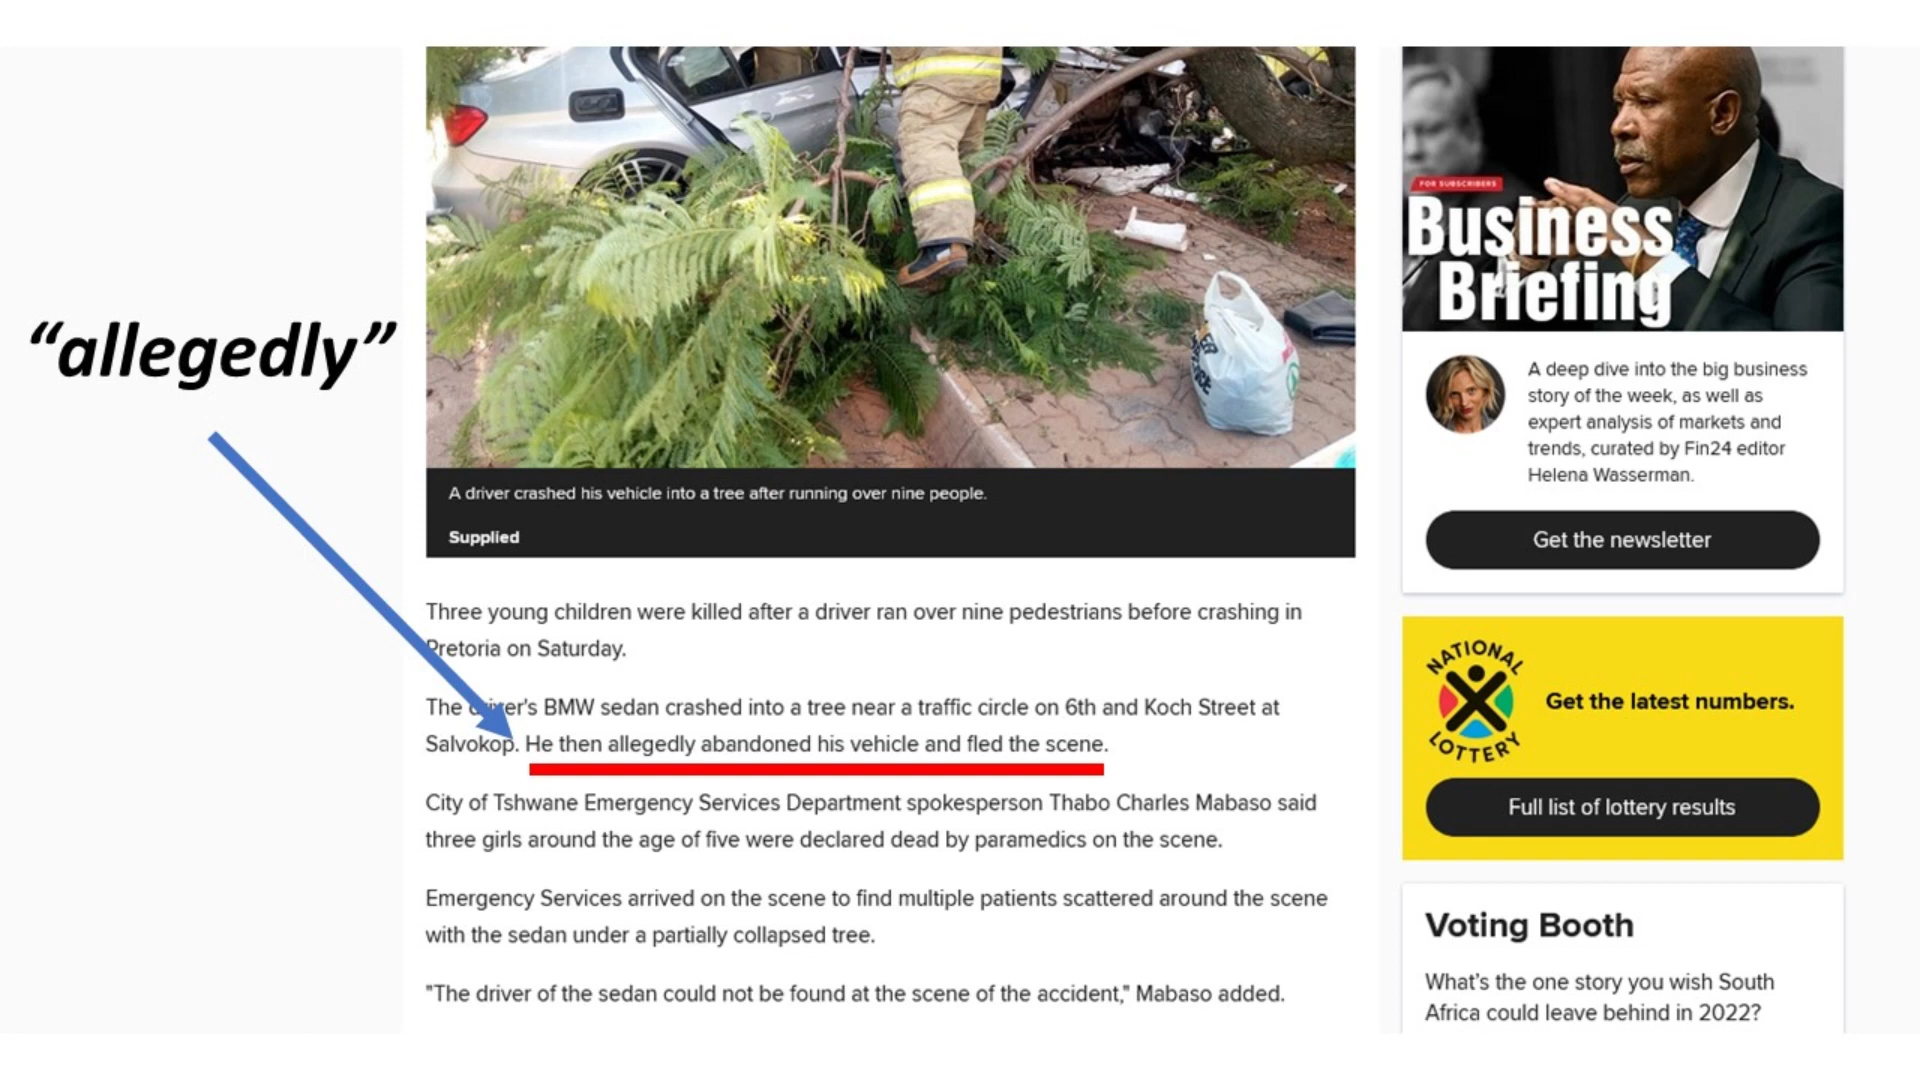 “allegedly”
A driver crashed his vehicle into a tree after running over nine people.
Supplied
Three young children were killed after a driver ran over nine pedestrians before crashing in
Pretoria on Saturday.
The driver's BMW sedan crashed into a tree near a traffic circle on 6th and Koch Street at
Salvokop. He then allegedly abandoned his vehicle and fled the scene.
City of Tshwane Emergency Services Department spokesperson Thabo Charles Mabaso said
three girls around the age of five were declared dead by paramedics on the scene.
Emergency Services arrived on the scene to find multiple patients scattered around the scene
with the sedan under a partially collapsed tree.
"The driver of the sedan could not be found at the scene of the accident," Mabaso added.
FOR SUBSCRIBERS
Business
Briefing
A deep dive into the big business
story of the week, as well as
expert analysis of markets and
trends, curated by Fin24 editor
Helena Wasserman.
Get the newsletter
NATIONAL
LOTTERY
Get the latest numbers.
Full list of lottery results
Voting Booth
What's the one story you wish South
Africa could leave behind in 2022?